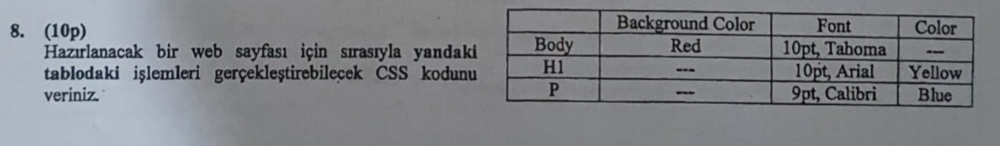 8. (10p)
Hazırlanacak bir web sayfası için sırasıyla yandaki
tablodaki işlemleri gerçekleştirebilecek CSS kodunu
veriniz.
Background Color Font Color
Body Red 10pt, Tahoma ---
H1 --- 10pt, Arial Yellow
P --- 9pt, Calibri Blue